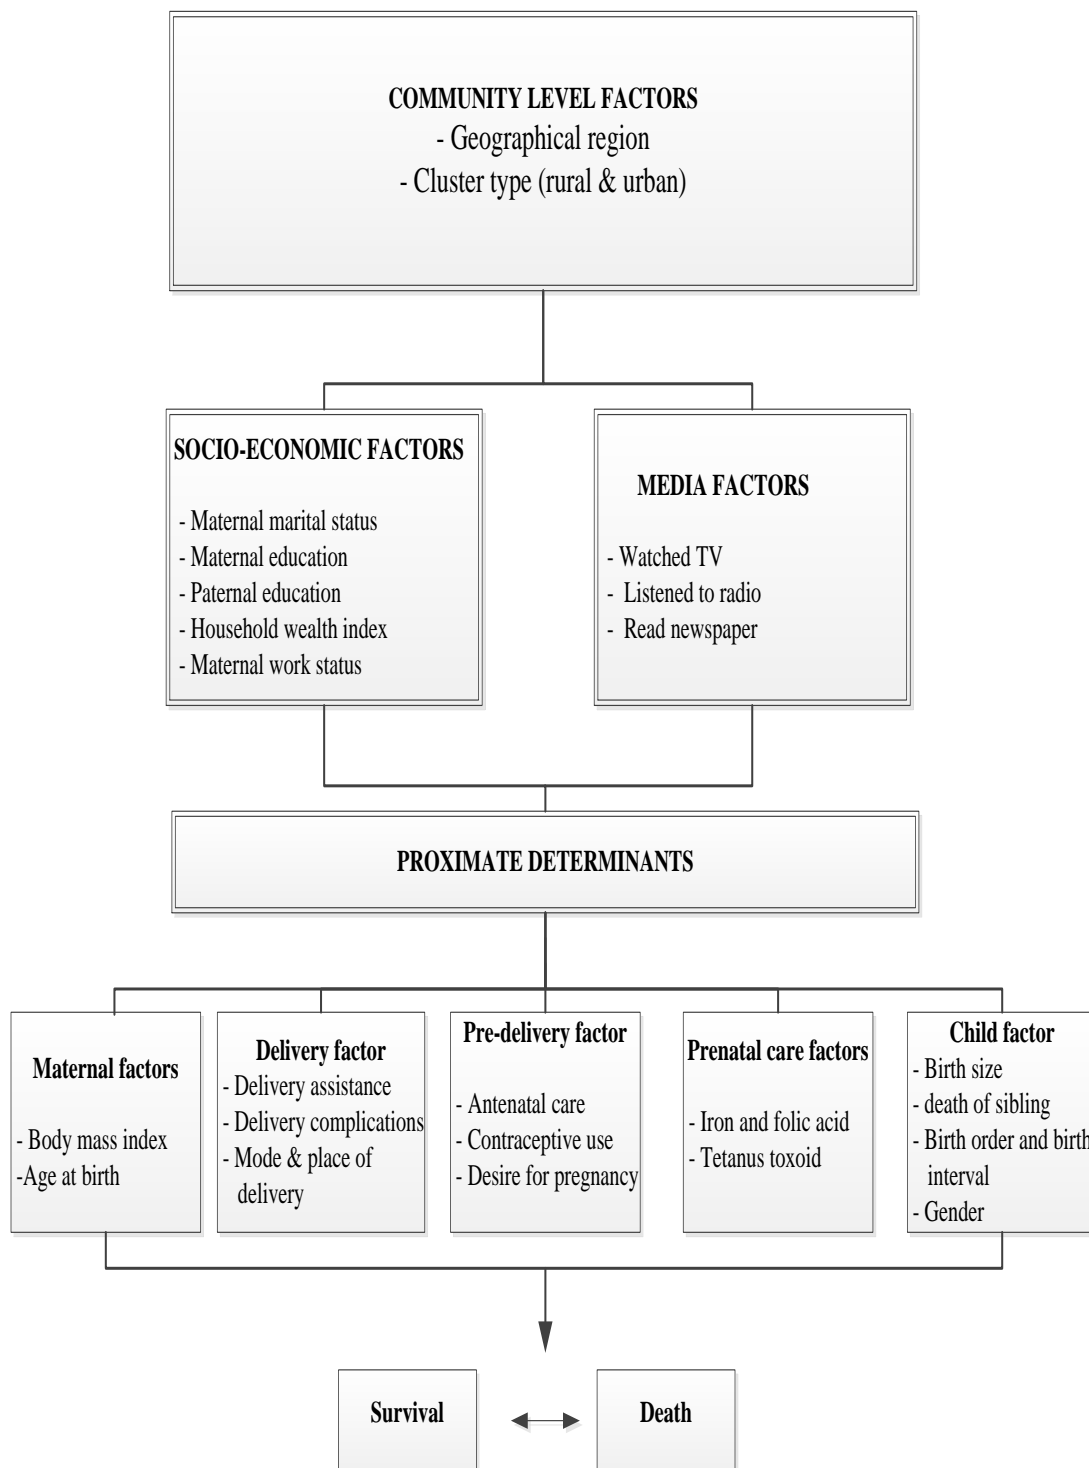 COMMUNITY LEVEL FACTORS
- Geographical region
- Cluster type (rural & urban)
SOCIO-ECONOMIC FACTORS
- Maternal marital status
- Maternal education
- Paternal education
- Household wealth index
- Maternal work status
MEDIA FACTORS
- Watched TV
- Listened to radio
- Read newspaper
PROXIMATE DETERMINANTS
Maternal factors
- Body mass index
-Age at birth
Delivery factor
- Delivery assistance
- Delivery complications
- Mode & place of
delivery
Pre-delivery factor
- Antenatal care
- Contraceptive use
- Desire for pregnancy
Prenatal care factors
- Iron and folic acid
- Tetanus toxoid
Child factor
- Birth size
- death of sibling
- Birth order and birth
interval
- Gender
Survival
Death